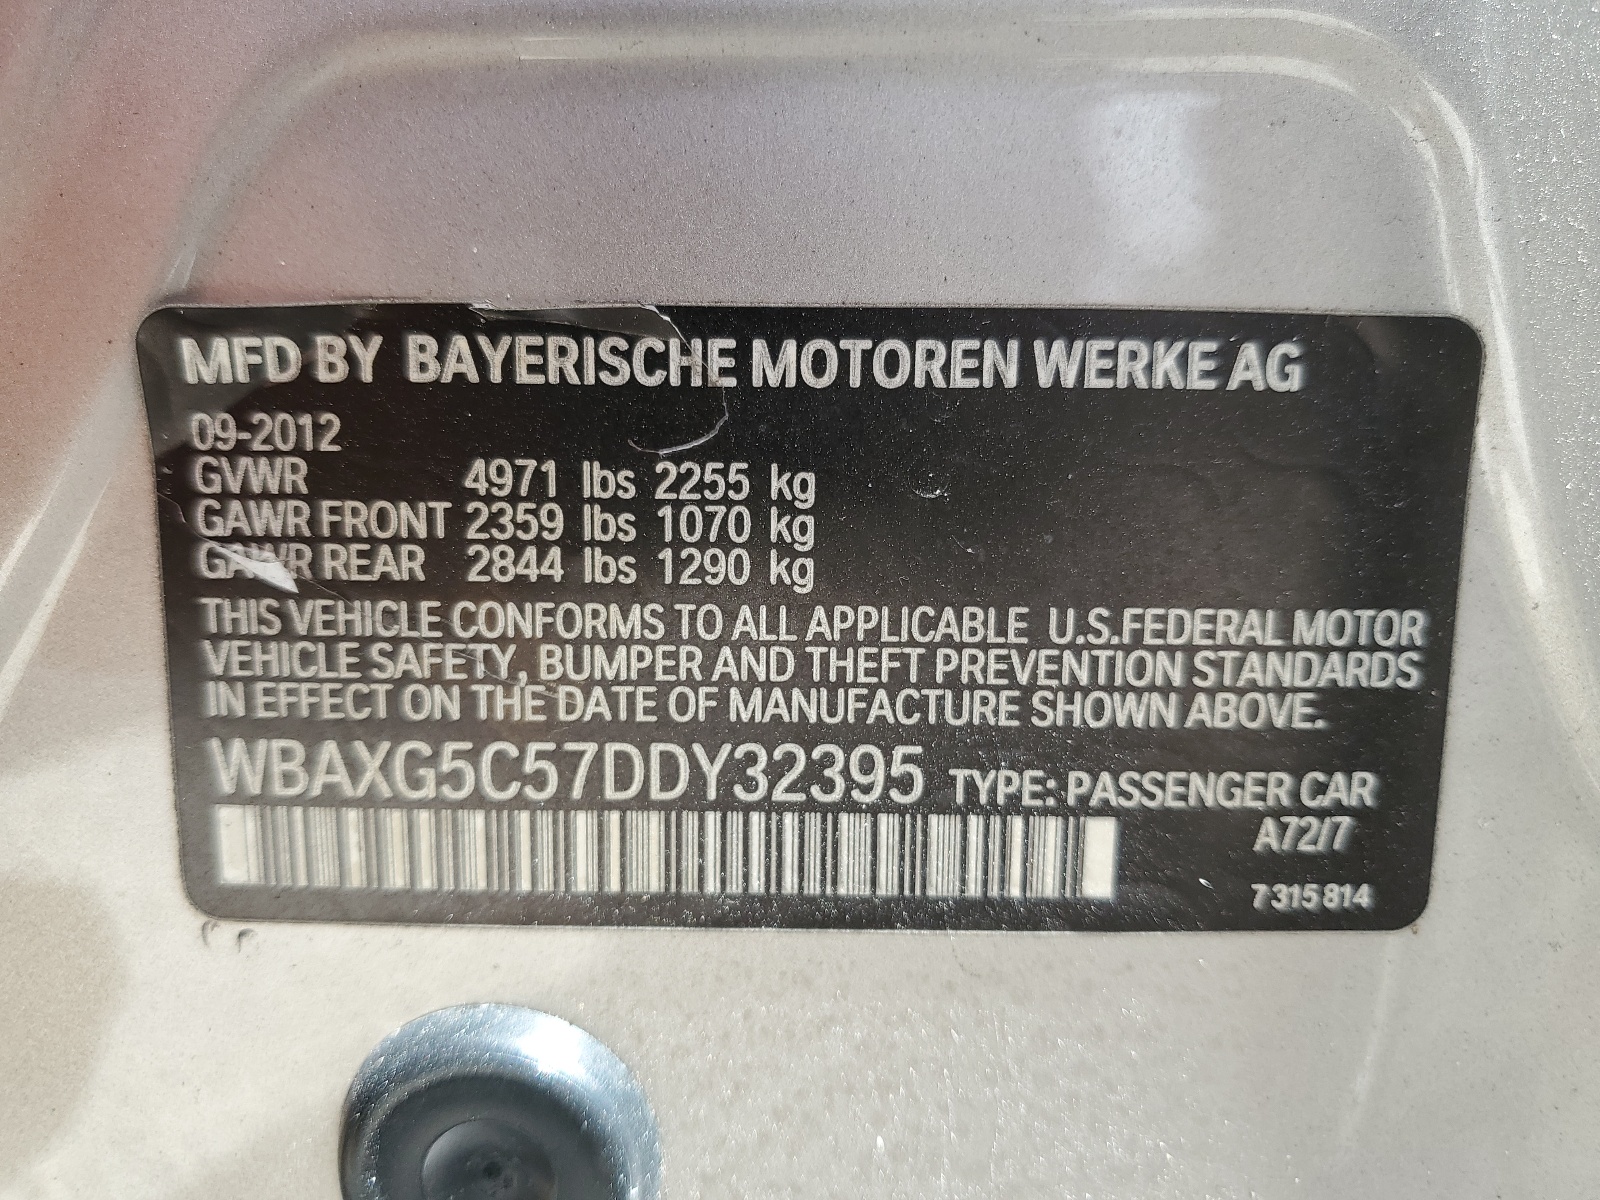 MFD BY BAYERISCHE MOTOREN WERKE AG
09-2012
GVWR 4971 lbs 2255 kg
GAWR FRONT 2359 lbs 1070 kg
GAWR REAR 2844 lbs 1290 kg
THIS VEHICLE CONFORMS TO ALL APPLICABLE U.S.FEDERAL MOTOR
VEHICLE SAFETY, BUMPER AND THEFT PREVENTION STANDARDS
IN EFFECT ON THE DATE OF MANUFACTURE SHOWN ABOVE.
WBAXG5C57DDY32395 TYPE: PASSENGER CAR
A72/7
7 315 814